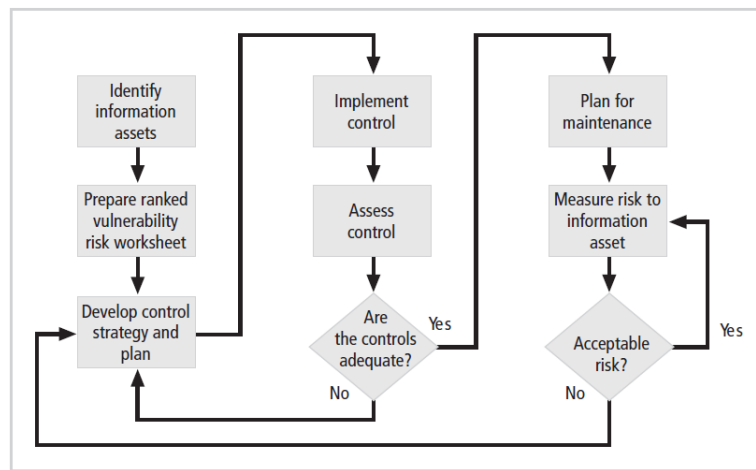 Identify
information
assets
Prepare ranked
vulnerability
risk worksheet
Develop control
strategy and
plan
Implement
control
Assess
control
Are
the controls
adequate?
Yes
No
Plan for
maintenance
Measure risk to
information
asset
Acceptable
risk?
Yes
No